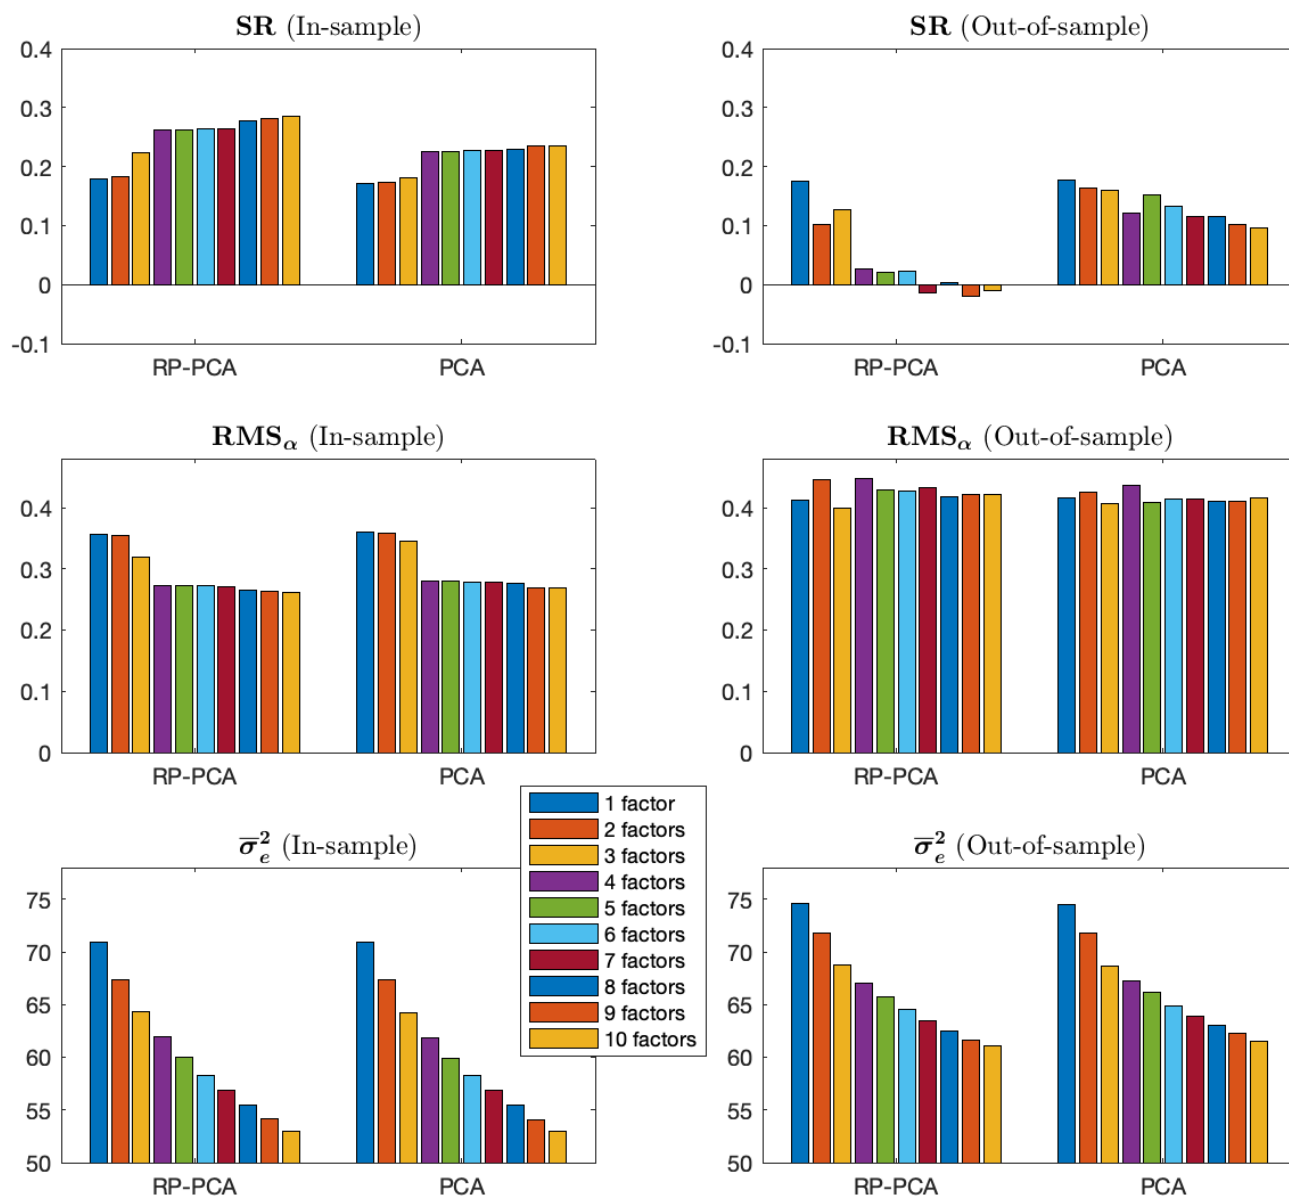 SR (In-sample)
0.4
0.3
0.2
0.1
0
-0.1
RP-PCA PCA
SR (Out-of-sample)
0.4
0.3
0.2
0.1
0
-0.1
RP-PCA PCA
RMS_α (In-sample)
0.4
0.3
0.2
0.1
0
RP-PCA PCA
RMS_α (Out-of-sample)
0.4
0.3
0.2
0.1
0
RP-PCA PCA
1 factor
2 factors
3 factors
4 factors
5 factors
6 factors
7 factors
8 factors
9 factors
10 factors
σ̅²ₑ (In-sample)
75
70
65
60
55
50
RP-PCA PCA
σ̅²ₑ (Out-of-sample)
75
70
65
60
55
50
RP-PCA PCA